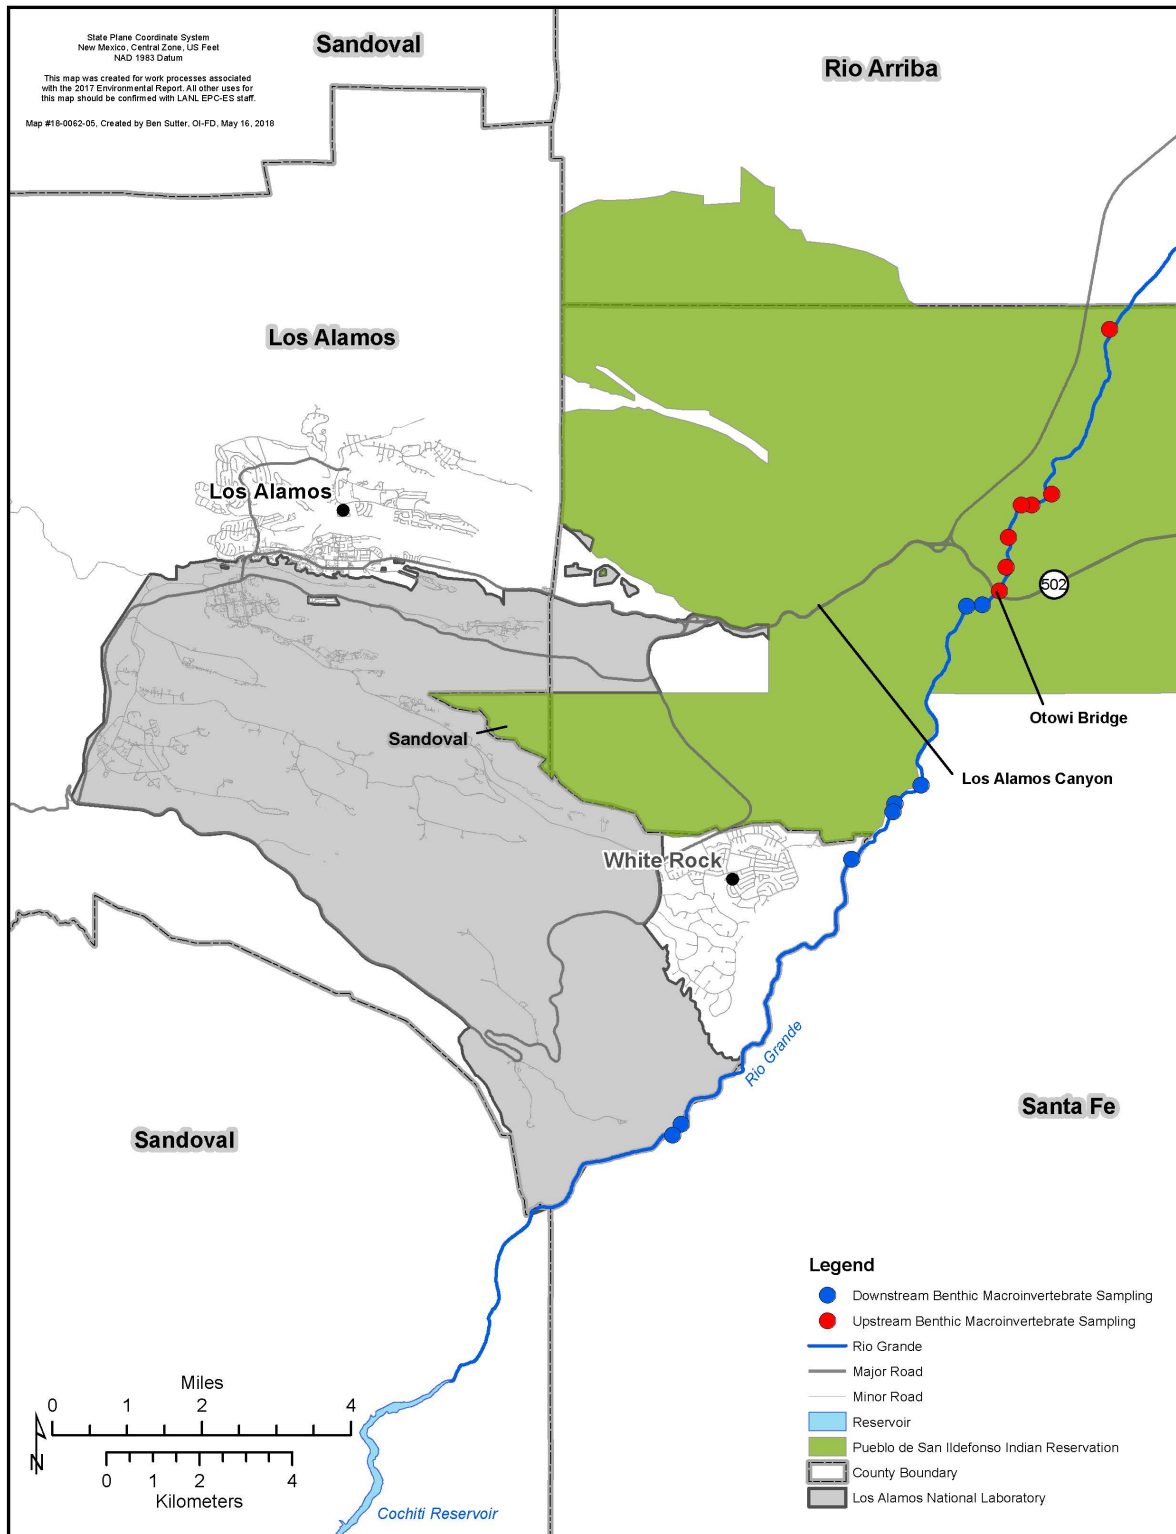 State Plane Coordinate System
New Mexico, Central Zone, US Feet
NAD 1983 Datum
This map was created for work processes associated
with the 2017 Environmental Report. All other uses for
this map should be confirmed with LANL EPC-ES staff.
Map #18-0062-05, Created by Ben Sutter, OI-FD, May 16, 2018
Sandoval
Rio Arriba
Los Alamos
Los Alamos
502
Otowi Bridge
Sandoval
Los Alamos Canyon
White Rock
Rio Grande
Santa Fe
Sandoval
Legend
Downstream Benthic Macroinvertebrate Sampling
Upstream Benthic Macroinvertebrate Sampling
Rio Grande
Major Road
Minor Road
Reservoir
Pueblo de San Ildefonso Indian Reservation
County Boundary
Los Alamos National Laboratory
Miles
0 1 2 4
N
0 1 2 4
Kilometers
Cochiti Reservoir